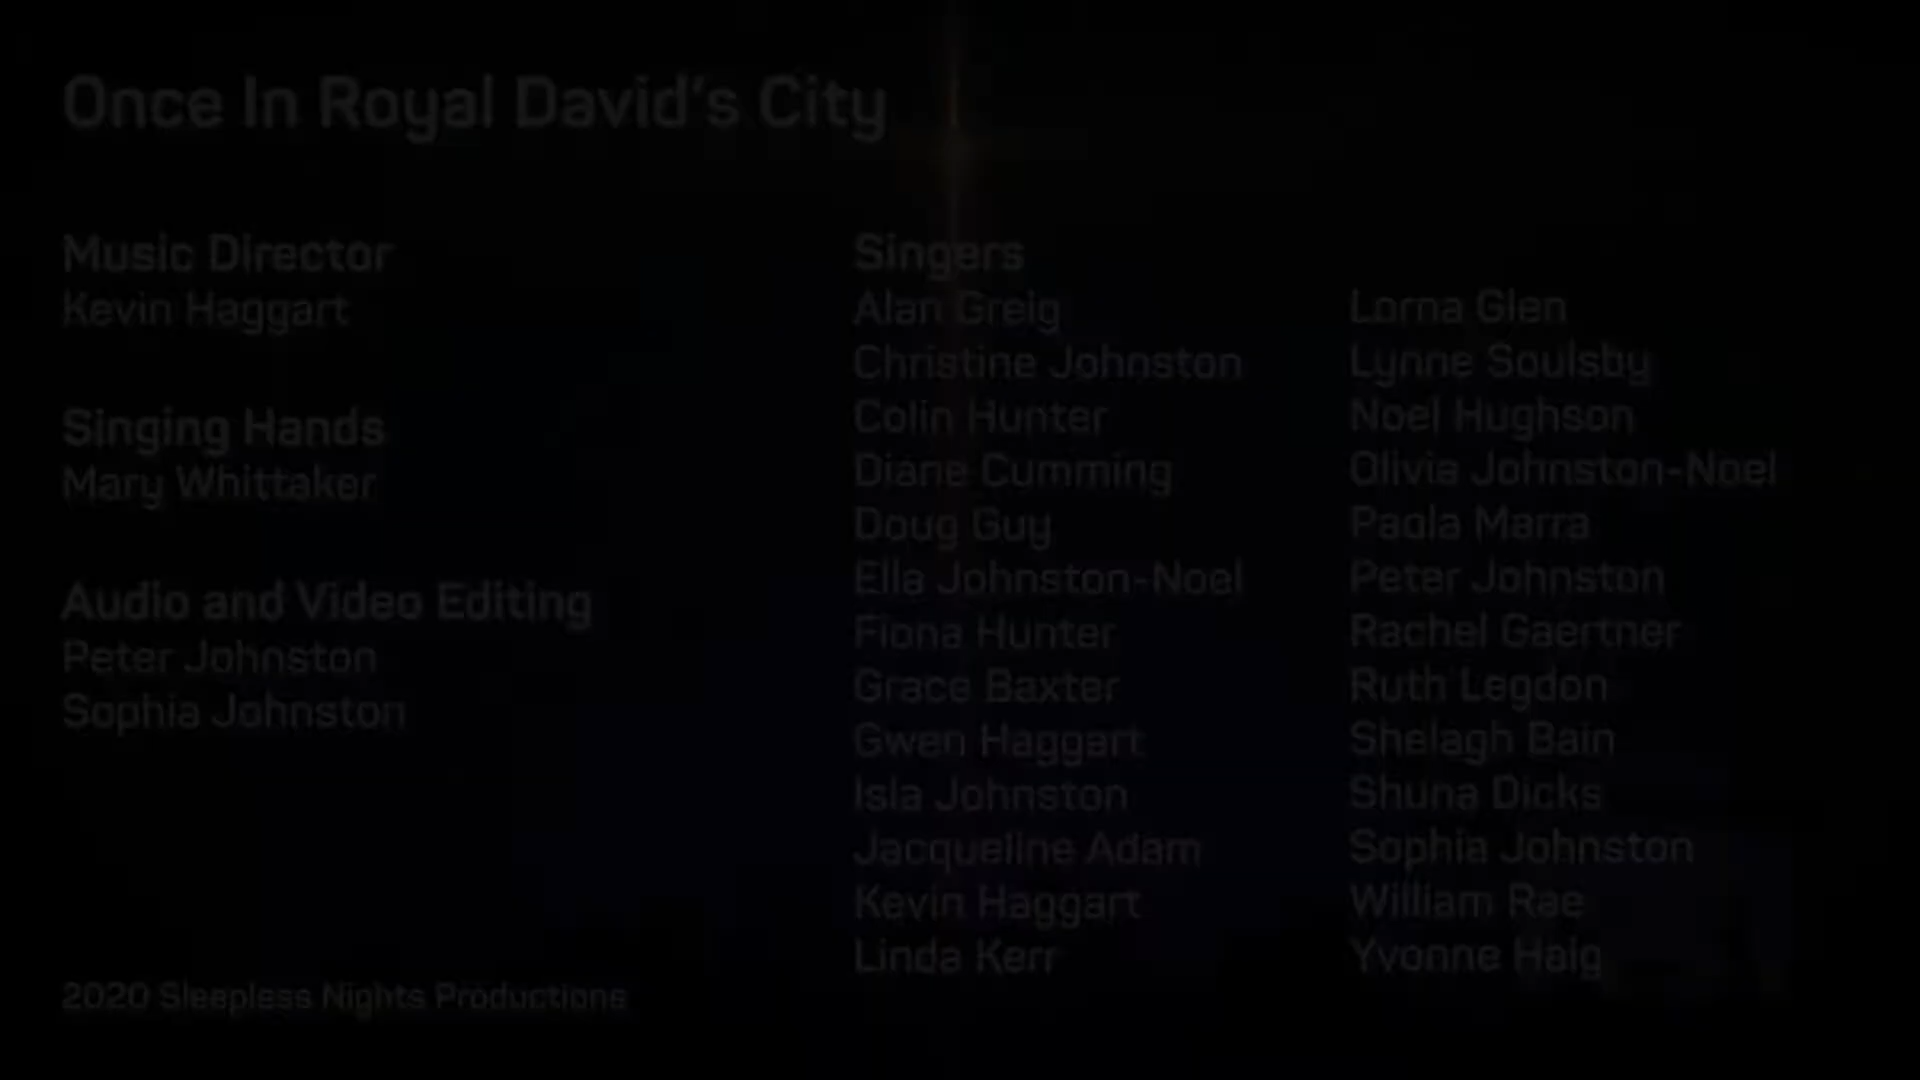 Once In Royal David's City
Music Director
Kevin Haggart
Singing Hands
Mary Whittaker
Audio and Video Editing
Peter Johnston
Sophia Johnston
2020 Sleepless Nights Productions
Singers
Alan Greig
Christine Johnston
Colin Hunter
Diane Cumming
Doug Guy
Ella Johnston-Noel
Fiona Hunter
Grace Baxter
Gwen Haggart
Isla Johnston
Jacqueline Adam
Kevin Haggart
Linda Kerr
Lorna Glen
Lynne Soulsby
Noel Hughson
Olivia Johnston-Noel
Paola Marra
Peter Johnston
Rachel Gaertner
Ruth Legdon
Shelagh Bain
Shuna Dicks
Sophia Johnston
William Rae
Yvonne Haig